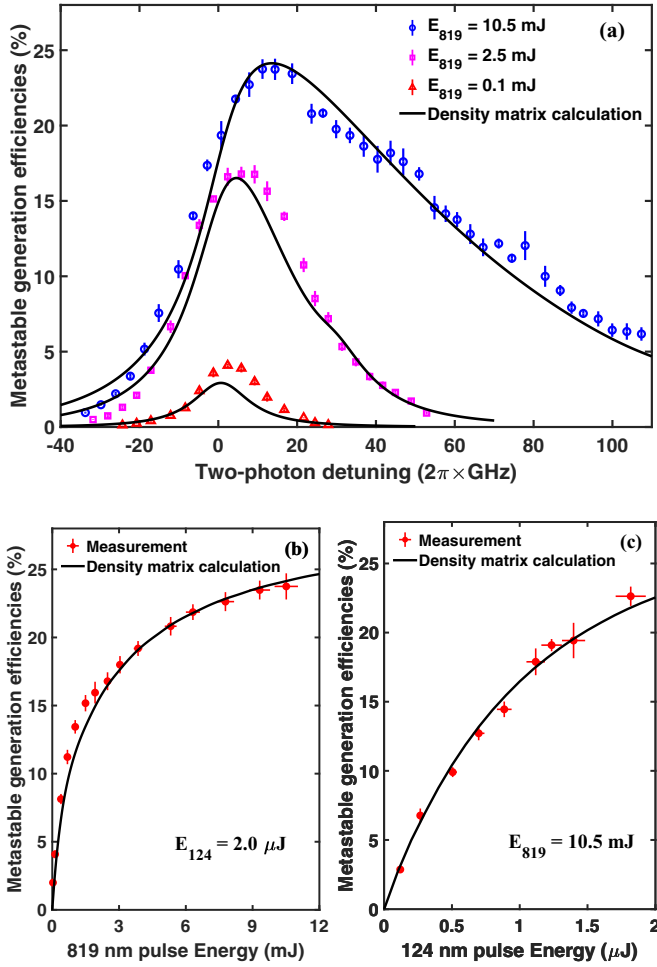 (a)
E819 = 10.5 mJ
E819 = 2.5 mJ
E819 = 0.1 mJ
Density matrix calculation
Metastable generation efficiencies (%)
25
20
15
10
5
0
-40 -20 0 20 40 60 80 100
Two-photon detuning (2π×GHz)
(b)
Measurement
Density matrix calculation
Metastable generation efficiencies (%)
25
20
15
10
5
0
E124 = 2.0 μJ
0 3 6 9 12
819 nm pulse Energy (mJ)
(c)
Measurement
Density matrix calculation
Metastable generation efficiencies (%)
25
20
15
10
5
0
E819 = 10.5 mJ
0 0.5 1 1.5 2
124 nm pulse Energy (μJ)